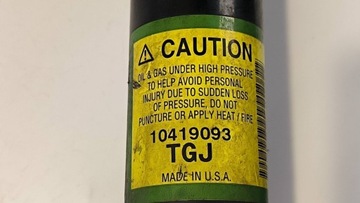 CAUTION
OIL & GAS UNDER HIGH PRESSURE
TO HELP AVOID PERSONAL
INJURY DUE TO SUDDEN LOSS
OF PRESSURE, DO NOT
PUNCTURE OR APPLY HEAT / FIRE
10419093
TGJ
MADE IN U.S.A.